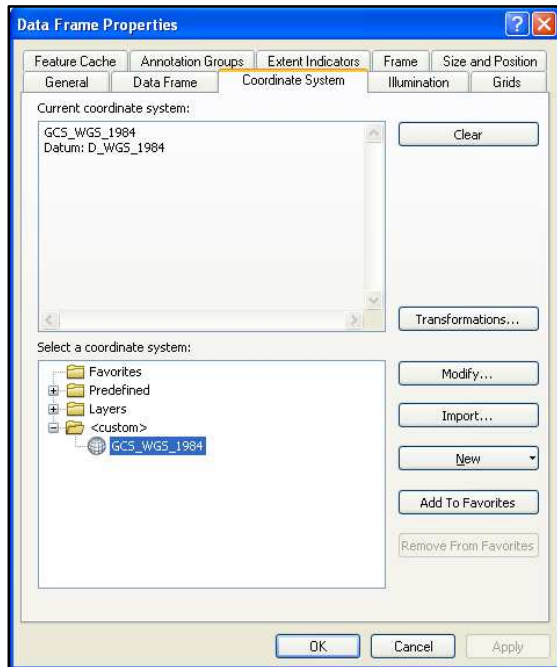 Data Frame Properties
Feature Cache Annotation Groups Extent Indicators Frame Size and Position
General Data Frame Coordinate System Illumination Grids
Current coordinate system:
GCS_WGS_1984
Datum: D_WGS_1984
Clear
Transformations...
Select a coordinate system:
Favorites
Predefined
Layers
<custom>
GCS_WGS_1984
Modify...
Import...
New
Add To Favorites
Remove From Favorites
OK Cancel Apply